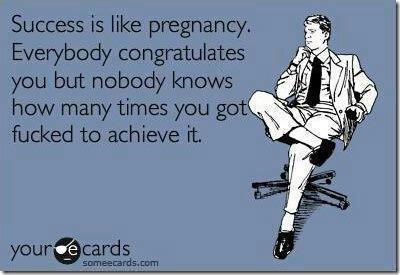 Success is like pregnancy.
Everybody congratulates
you but nobody knows
how many times you got
fucked to achieve it.
your e cards
someecards.com